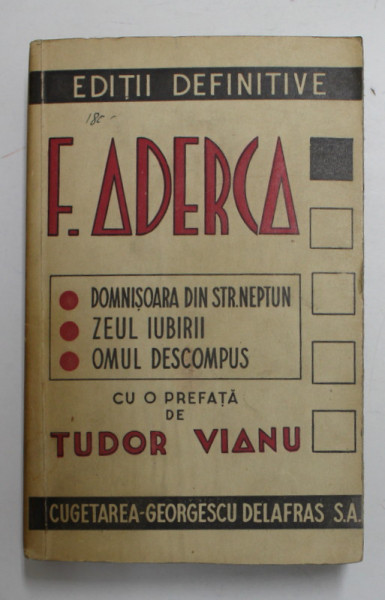 EDIȚII DEFINITIVE
180 -
F. ADERCA
DOMNIȘOARA DIN STR. NEPTUN
ZEUL IUBIRII
OMUL DESCOMPUS
CU O PREFAȚĂ
DE
TUDOR VIANU
CUGETAREA-GEORGESCU DELAFRAS S.A.